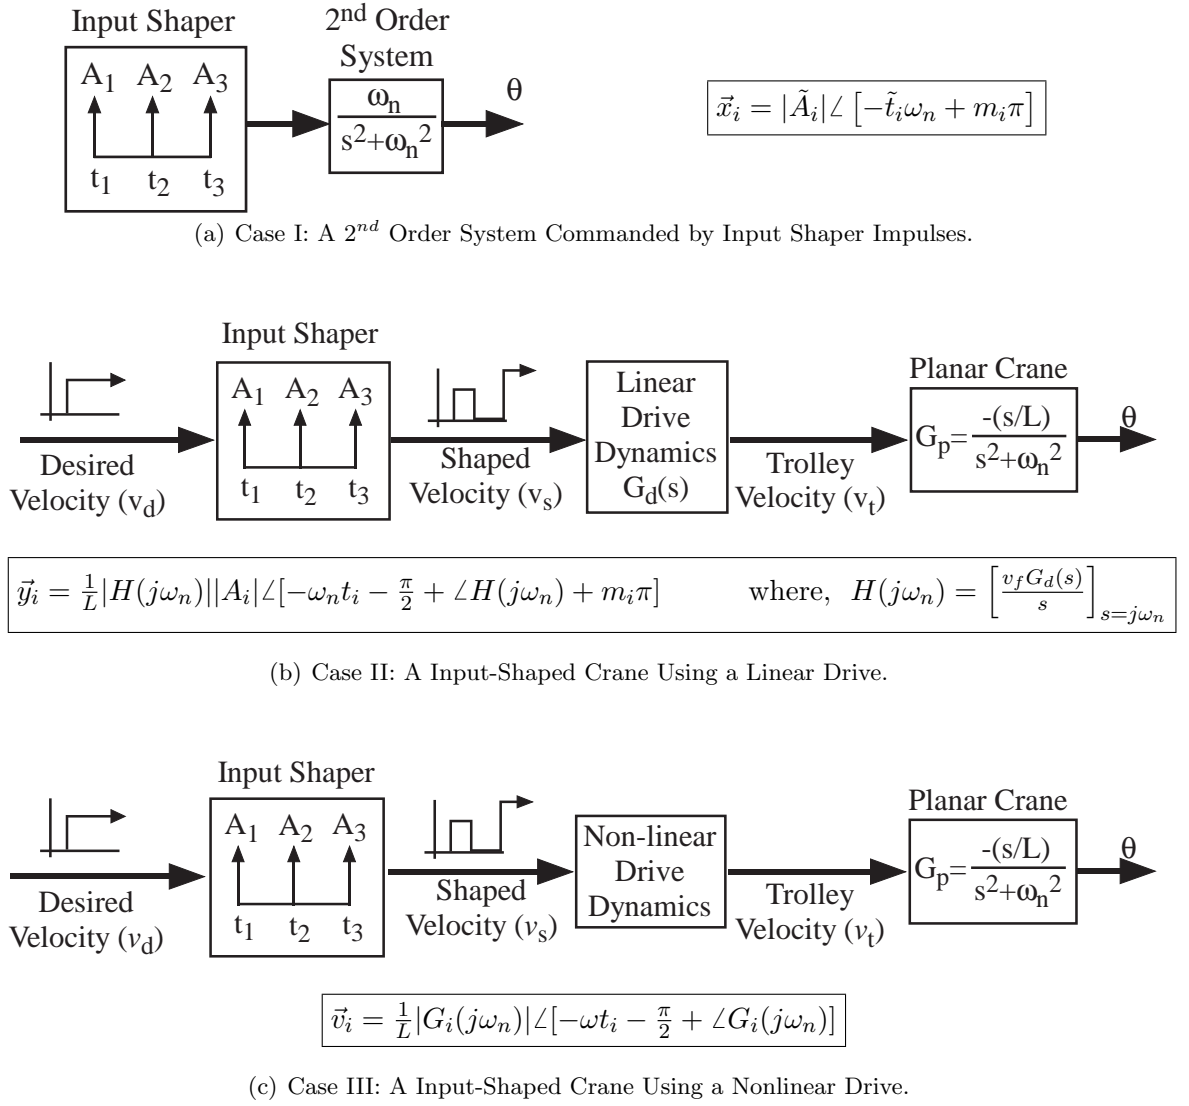 Input Shaper
2nd Order
System
A1 A2 A3
t1 t2 t3
ωn
s²+ωn²
θ
x⃗i = |Ãi|∠ [−t̃iωn + miπ]
(a) Case I: A 2nd Order System Commanded by Input Shaper Impulses.
Input Shaper
A1 A2 A3
t1 t2 t3
Desired
Velocity (vd)
Shaped
Velocity (vs)
Linear
Drive
Dynamics
Gd(s)
Trolley
Velocity (vt)
Planar Crane
Gp= -(s/L)
s²+ωn²
θ
y⃗i = 1/L |H(jωn)||Ai|∠[−ωnti − π/2 + ∠H(jωn) + miπ] where, H(jωn) = [vfGd(s)/s]s=jωn
(b) Case II: A Input-Shaped Crane Using a Linear Drive.
Input Shaper
A1 A2 A3
t1 t2 t3
Desired
Velocity (vd)
Shaped
Velocity (vs)
Non-linear
Drive
Dynamics
Trolley
Velocity (vt)
Planar Crane
Gp= -(s/L)
s²+ωn²
θ
v⃗i = 1/L |Gi(jωn)|∠[−ωti − π/2 + ∠Gi(jωn)]
(c) Case III: A Input-Shaped Crane Using a Nonlinear Drive.